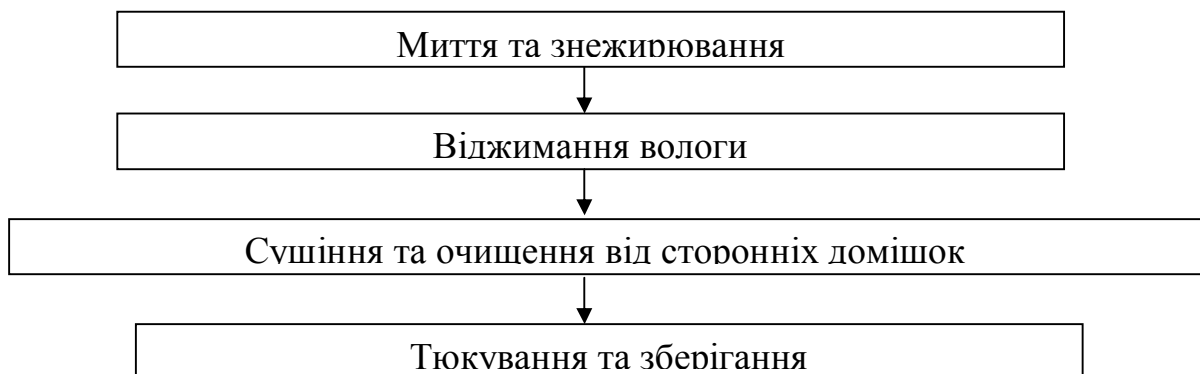 Миття та знежирювання
Віджимання вологи
Сушіння та очищення від сторонніх домішок
Тюкування та зберігання